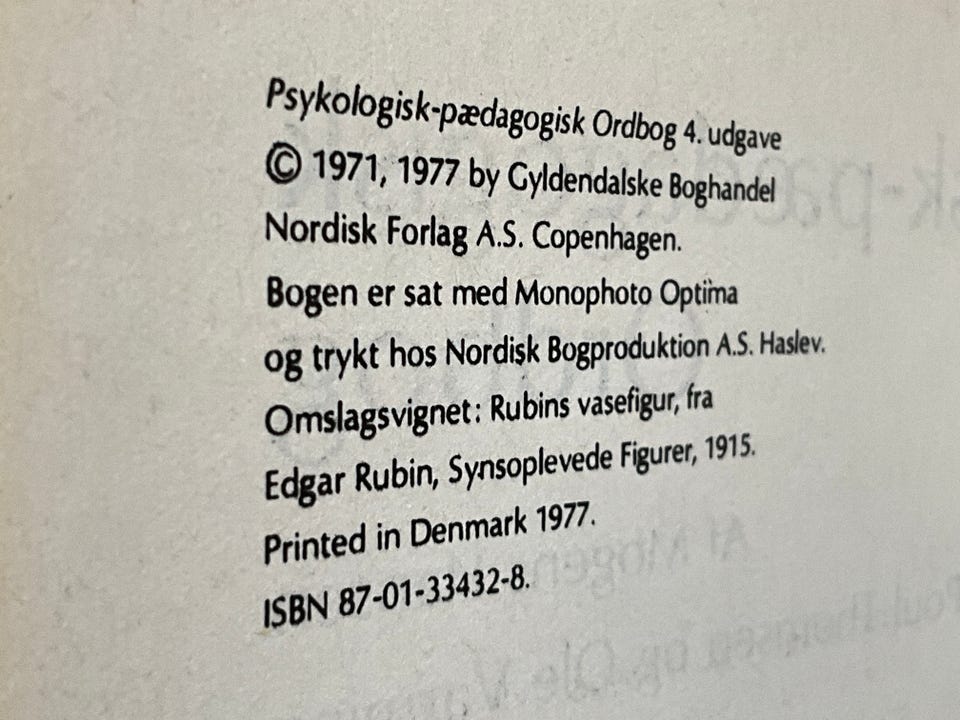 Psykologisk-pædagogisk Ordbog 4. udgave
© 1971, 1977 by Gyldendalske Boghandel
Nordisk Forlag A.S. Copenhagen.
Bogen er sat med Monophoto Optima
og trykt hos Nordisk Bogproduktion A.S. Haslev.
Omslagsvignet: Rubins vasefigur, fra
Edgar Rubin, Synsoplevede Figurer, 1915.
Printed in Denmark 1977.
ISBN 87-01-33432-8.